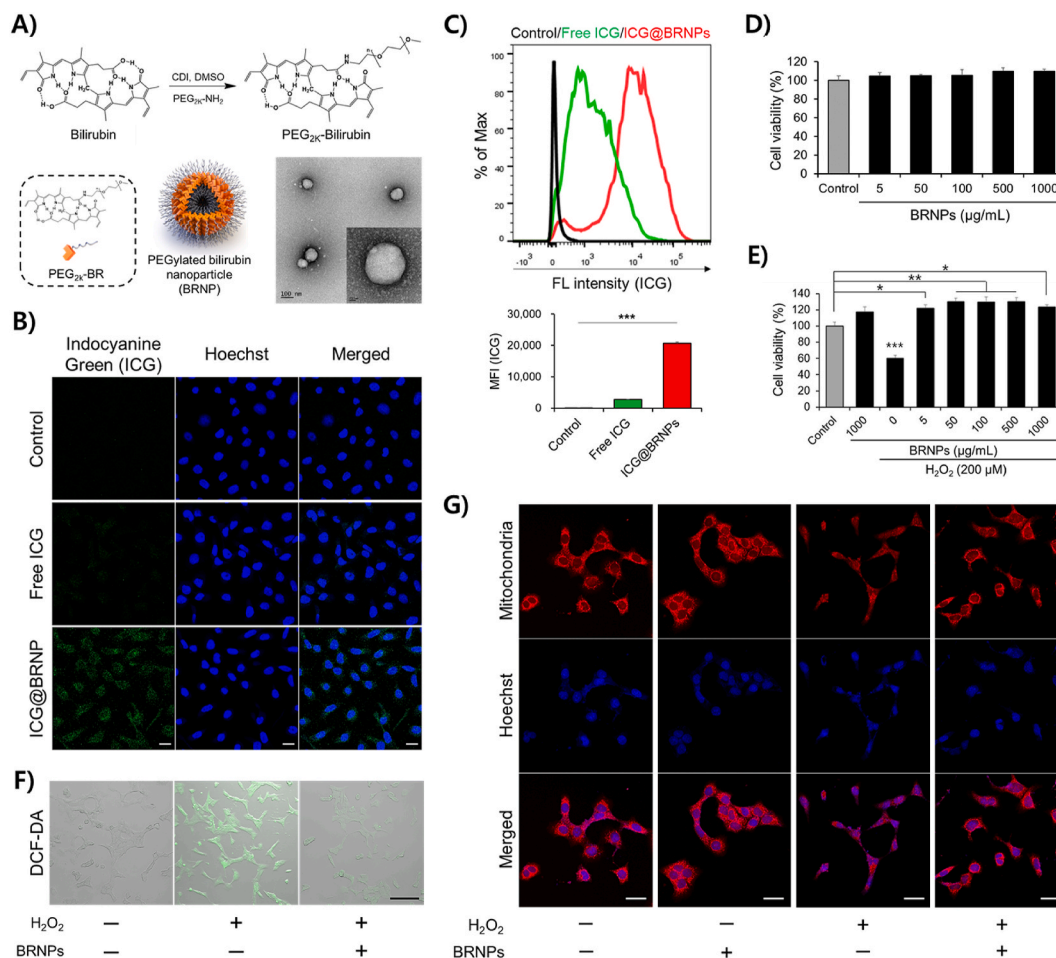 A)
CDI, DMSO
PEG2K-NH2
Bilirubin
PEG2K-Bilirubin
PEG2k-BR
PEGylated bilirubin
nanoparticle
(BRNP)
100 nm
B)
Indocyanine
Green (ICG)
Hoechst
Merged
Control
Free ICG
ICG@BRNP
C)
Control/Free ICG/ICG@BRNPs
% of Max
100
80
60
40
20
0
-10³
0
10³
10⁴
10⁵
FL intensity (ICG)
***
MFI (ICG)
30,000
20,000
10,000
0
Control
Free ICG
ICG@BRNPs
D)
Cell viability (%)
120
100
80
60
40
20
0
Control
5
50
100
500
1000
BRNPs (µg/mL)
E)
*
**
*
***
Cell viability (%)
140
120
100
80
60
40
20
0
Control
1000
0
5
50
100
500
1000
BRNPs (µg/mL)
H₂O₂ (200 µM)
F)
DCF-DA
H₂O₂
— + +
BRNPs
— — +
G)
Mitochondria
Hoechst
Merged
H₂O₂
— — + +
BRNPs
— + — +